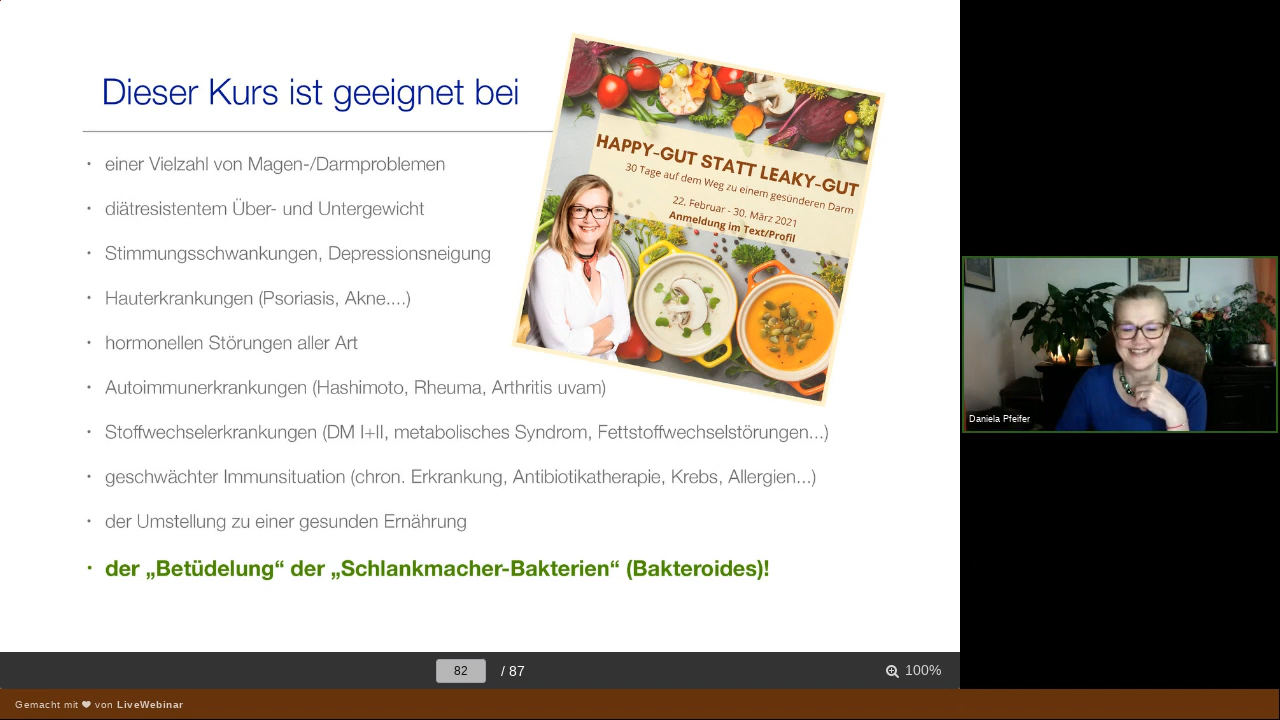 Dieser Kurs ist geeignet bei
HAPPY-GUT STATT LEAKY-GUT
30 Tage auf dem Weg zu einem gesünderen Darm
22. Februar - 30. März 2021
Anmeldung im Text/Profil
· einer Vielzahl von Magen-/Darmproblemen
· diätresistentem Über- und Untergewicht
· Stimmungsschwankungen, Depressionsneigung
· Hauterkrankungen (Psoriasis, Akne....)
· hormonellen Störungen aller Art
· Autoimmunerkrankungen (Hashimoto, Rheuma, Arthritis uvam)
· Stoffwechselerkrankungen (DM I+II, metabolisches Syndrom, Fettstoffwechselstörungen...)
· geschwächter Immunsituation (chron. Erkrankung, Antibiotikatherapie, Krebs, Allergien...)
· der Umstellung zu einer gesunden Ernährung
· der „Betüdelung“ der „Schlankmacher-Bakterien“ (Bakteroides)!
Daniela Pfeifer
82 / 87
100%
Gemacht mit ❤ von LiveWebinar